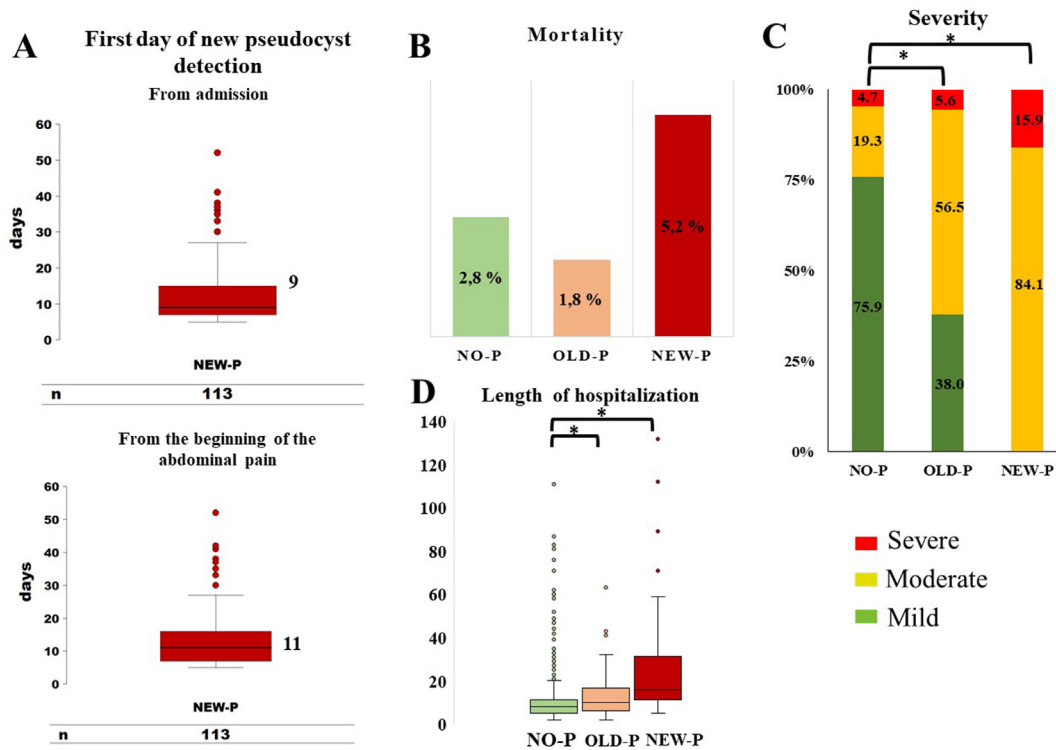 A
First day of new pseudocyst
detection
From admission
60
50
40
30
20
10
0
days
9
NEW-P
n 113
From the beginning of the
abdominal pain
60
50
40
30
20
10
0
days
11
NEW-P
n 113
B
Mortality
2,8 %
1,8 %
5,2 %
NO-P OLD-P NEW-P
C
Severity
*
*
100%
75%
50%
25%
0%
4.7
19.3
75.9
5.6
56.5
38.0
15.9
84.1
NO-P OLD-P NEW-P
Severe
Moderate
Mild
D
Length of hospitalization
*
*
140
120
100
80
60
40
20
0
NO-P OLD-P NEW-P